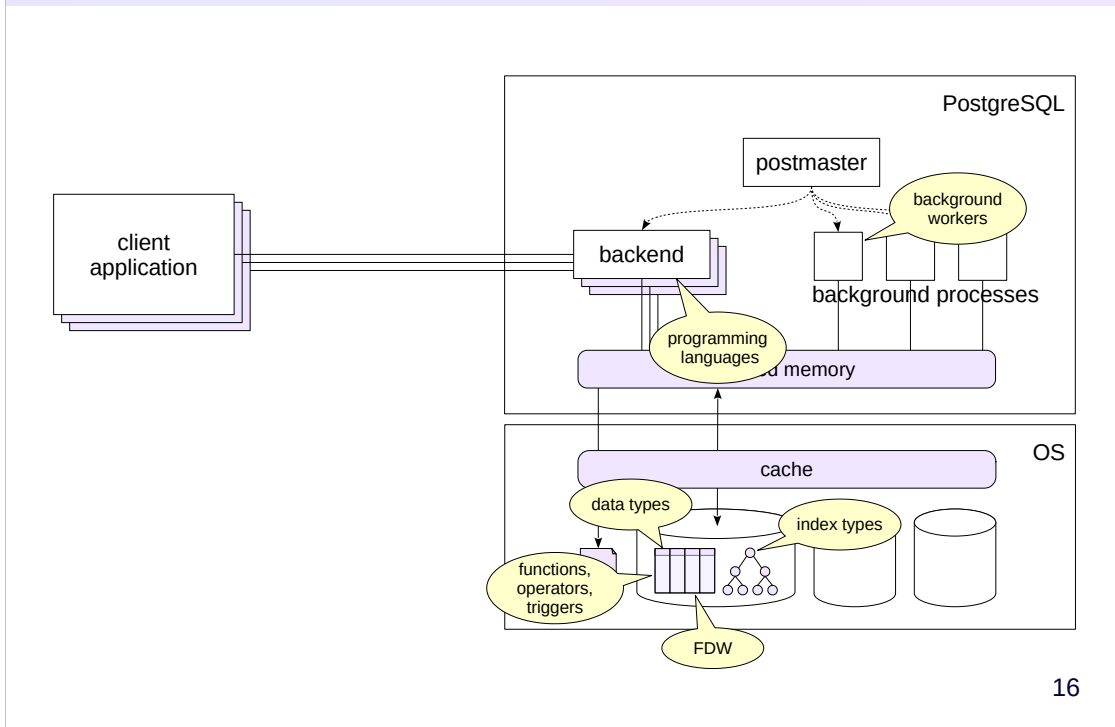 PostgreSQL
postmaster
background
workers
client
application
backend
background processes
programming
languages
memory
OS
cache
data types
index types
functions,
operators,
triggers
FDW
16